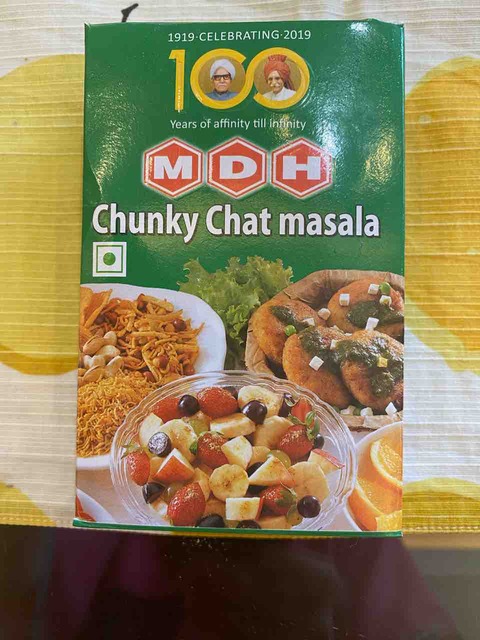 1919·CELEBRATING·2019
100
Years of affinity till infinity
MDH
Chunky Chat masala